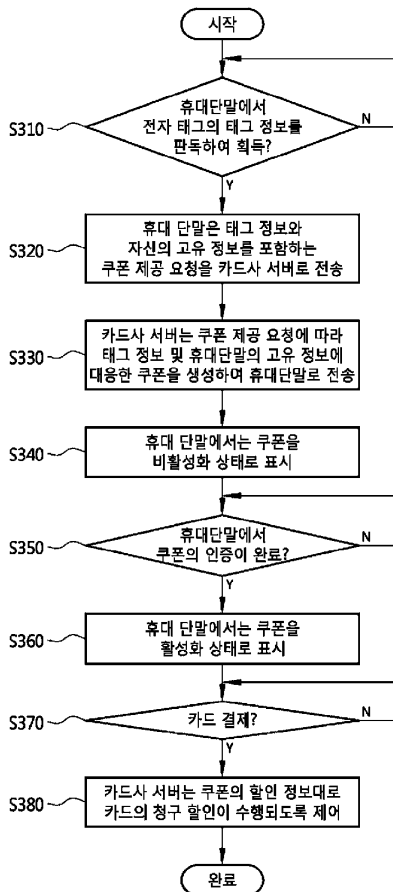 시작
S310
휴대단말에서
전자 태그의 태그 정보를
판독하여 획득?
N
Y
S320
휴대 단말은 태그 정보와
자신의 고유 정보를 포함하는
쿠폰 제공 요청을 카드사 서버로 전송
S330
카드사 서버는 쿠폰 제공 요청에 따라
태그 정보 및 휴대단말의 고유 정보에
대응한 쿠폰을 생성하여 휴대단말로 전송
S340
휴대 단말에서는 쿠폰을
비활성화 상태로 표시
S350
휴대단말에서
쿠폰의 인증이 완료?
N
Y
S360
휴대 단말에서는 쿠폰을
활성화 상태로 표시
S370
카드 결제?
N
Y
S380
카드사 서버는 쿠폰의 할인 정보대로
카드의 청구 할인이 수행되도록 제어
완료